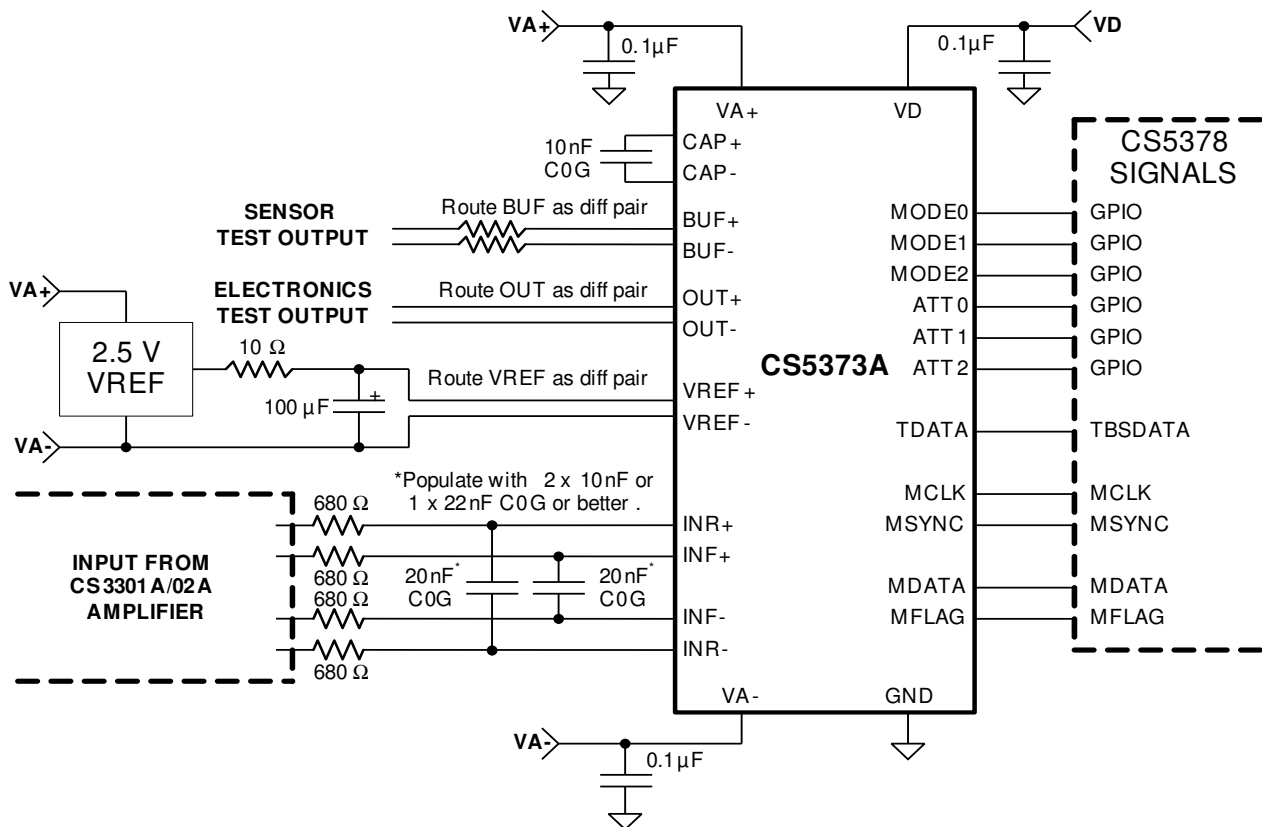 VA+
0.1µF
0.1µF
VD
VA+
VD
10nF
C0G
CAP+
CAP-
CS5378
SIGNALS
SENSOR
TEST OUTPUT
Route BUF as diff pair
BUF+
BUF-
MODE0
GPIO
MODE1
GPIO
MODE2
GPIO
VA+
ELECTRONICS
TEST OUTPUT
Route OUT as diff pair
OUT+
OUT-
ATT0
GPIO
ATT1
GPIO
ATT2
GPIO
CS5373A
2.5 V
VREF
10 Ω
100 µF
+
Route VREF as diff pair
VREF+
VREF-
VA-
TDATA
TBSDATA
*Populate with 2 x 10nF or
1 x 22nF C0G or better .
MCLK
MCLK
MSYNC
MSYNC
INPUT FROM
CS3301A/02A
AMPLIFIER
680 Ω
680 Ω
680 Ω
680 Ω
INR+
INF+
20nF*
C0G
20nF*
C0G
INF-
INR-
MDATA
MDATA
MFLAG
MFLAG
VA-
GND
VA-
0.1µF